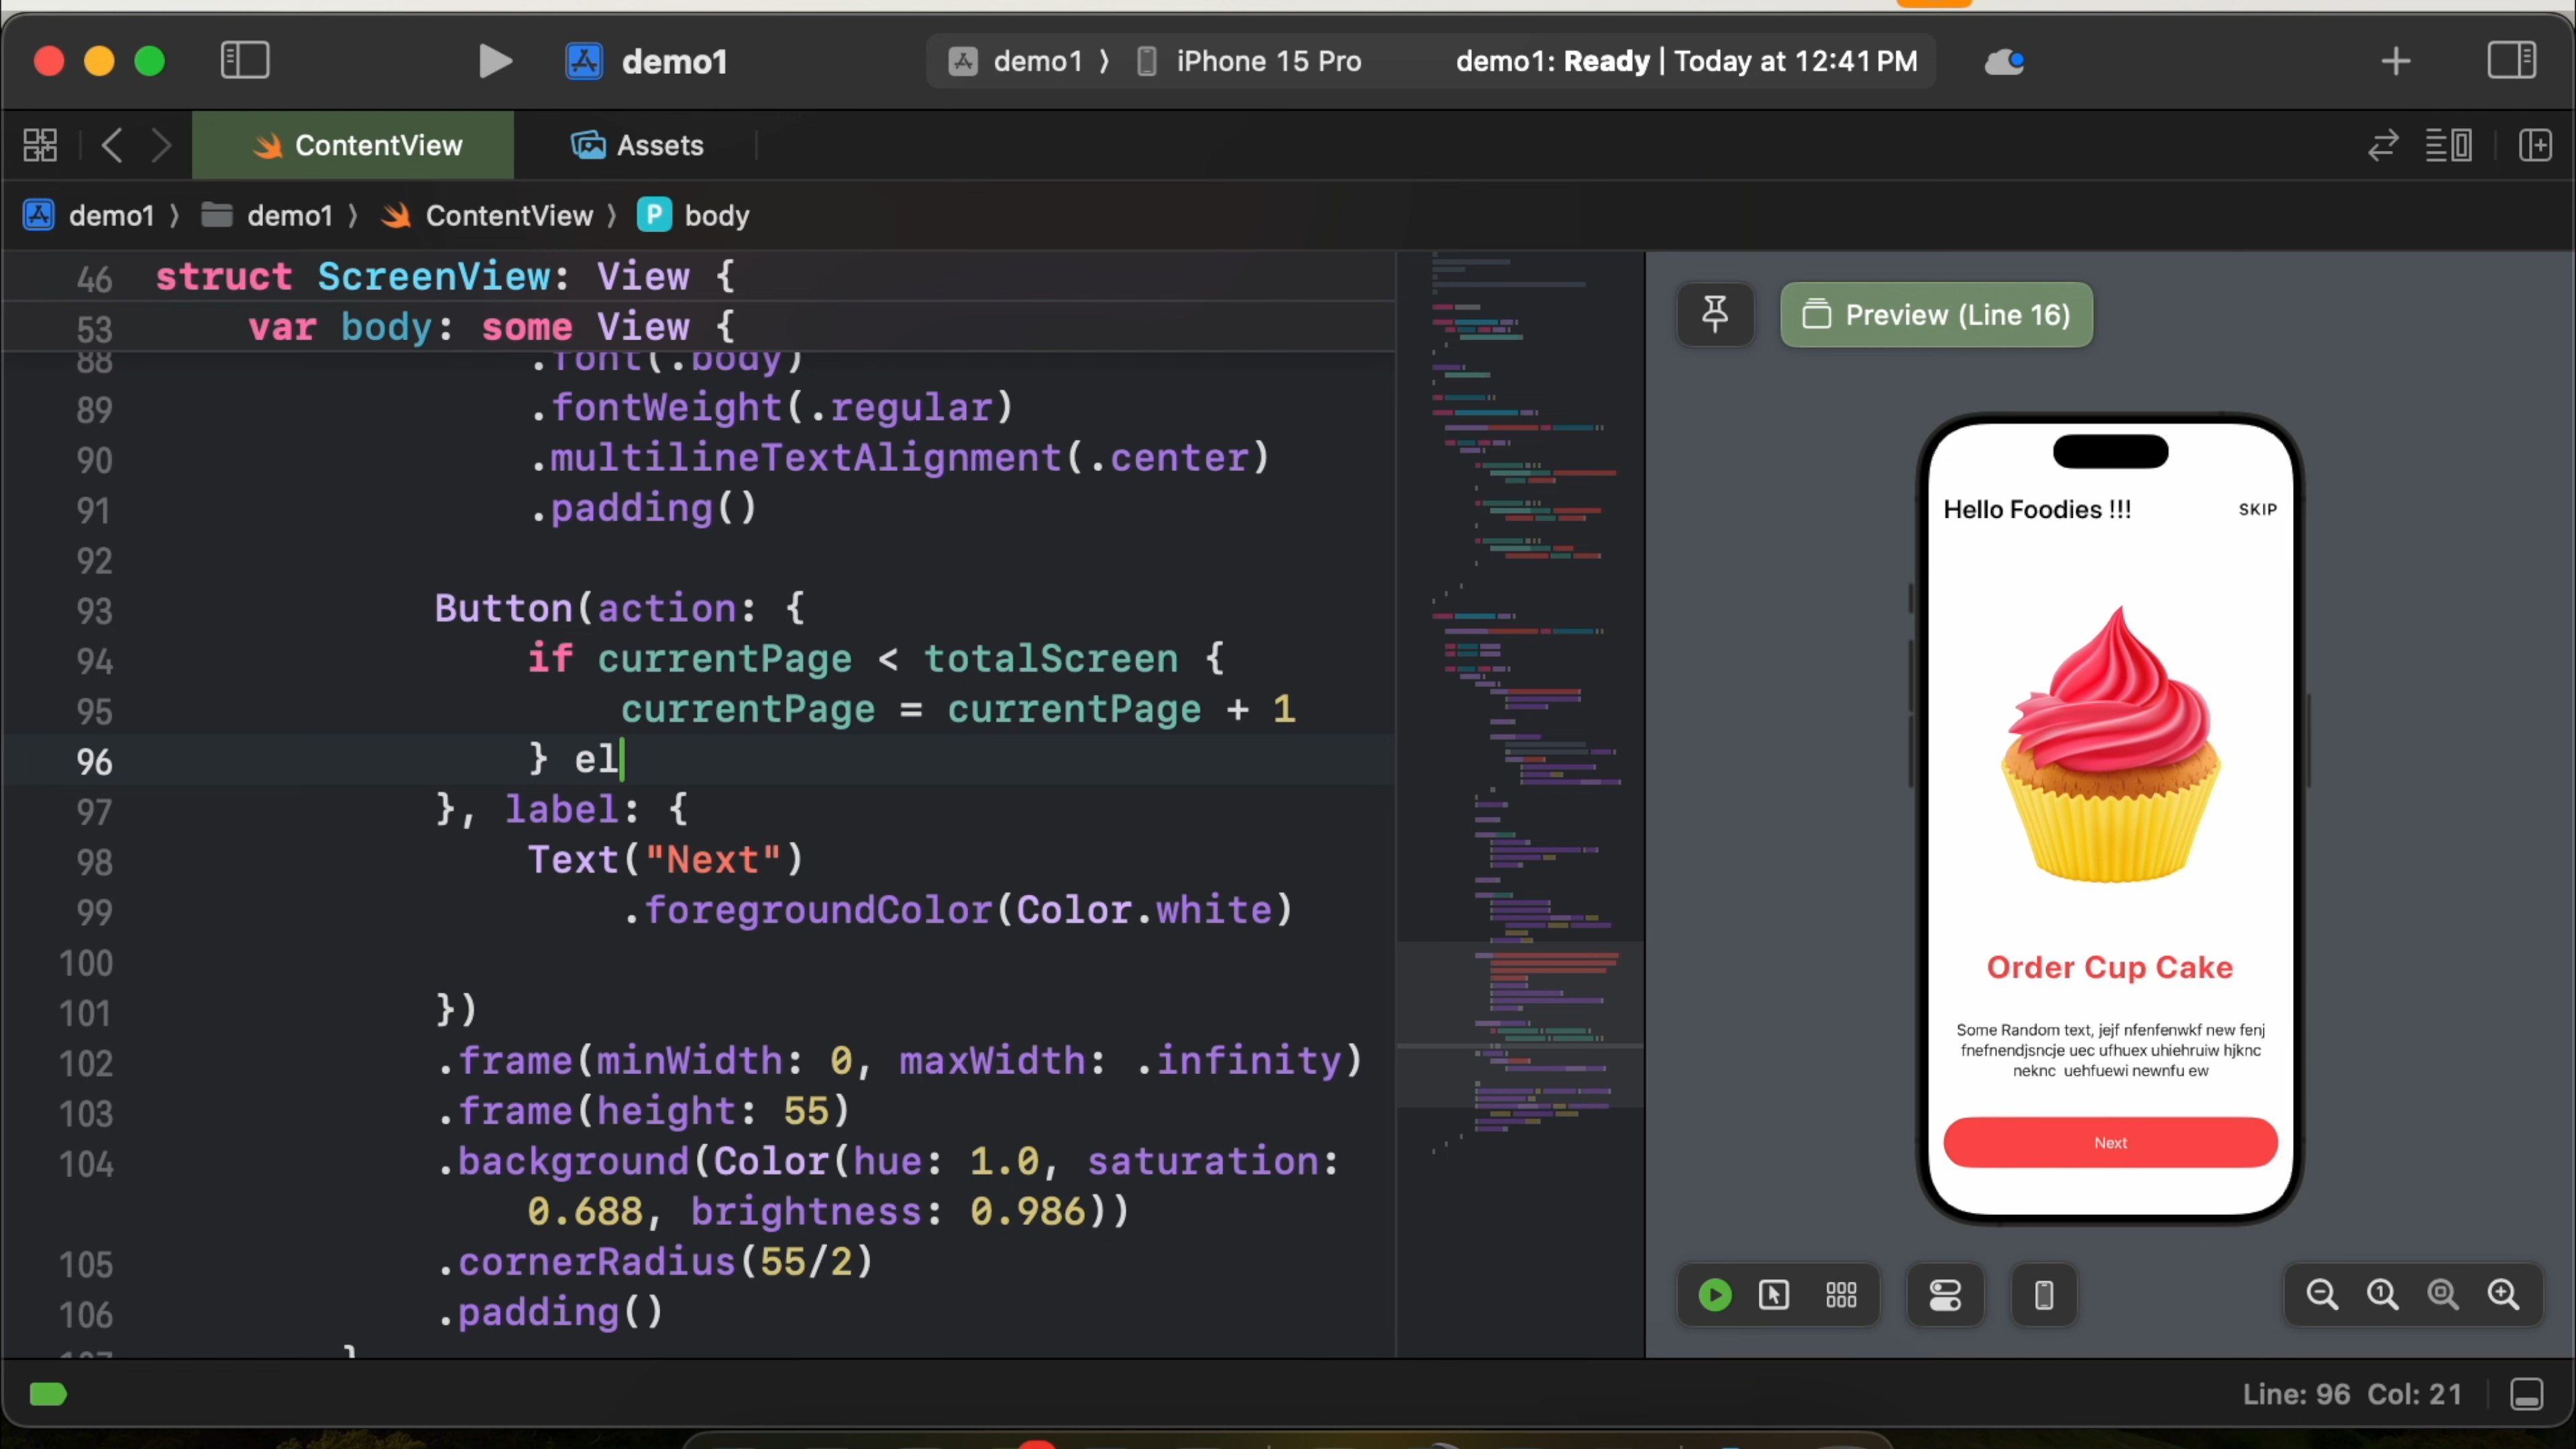 demo1
demo1 〉 iPhone 15 Pro
demo1: Ready | Today at 12:41 PM
ContentView
Assets
demo1 〉 demo1 〉 ContentView 〉 P body
46 struct ScreenView: View {
53 var body: some View {
88 .font(.body)
89 .fontWeight(.regular)
90 .multilineTextAlignment(.center)
91 .padding()
92
93 Button(action: {
94 if currentPage < totalScreen {
95 currentPage = currentPage + 1
96 } el
97 }, label: {
98 Text("Next")
99 .foregroundColor(Color.white)
100
101 })
102 .frame(minWidth: 0, maxWidth: .infinity)
103 .frame(height: 55)
104 .background(Color(hue: 1.0, saturation:
0.688, brightness: 0.986))
105 .cornerRadius(55/2)
106 .padding()
107 }
Preview (Line 16)
Hello Foodies !!!
SKIP
Order Cup Cake
Some Random text, jejf nfenfenwkf new fenj
fnefnendjsncje uec ufhuex uhiehruiw hjknc
neknc uehfuewi newnfu ew
Next
Line: 96 Col: 21